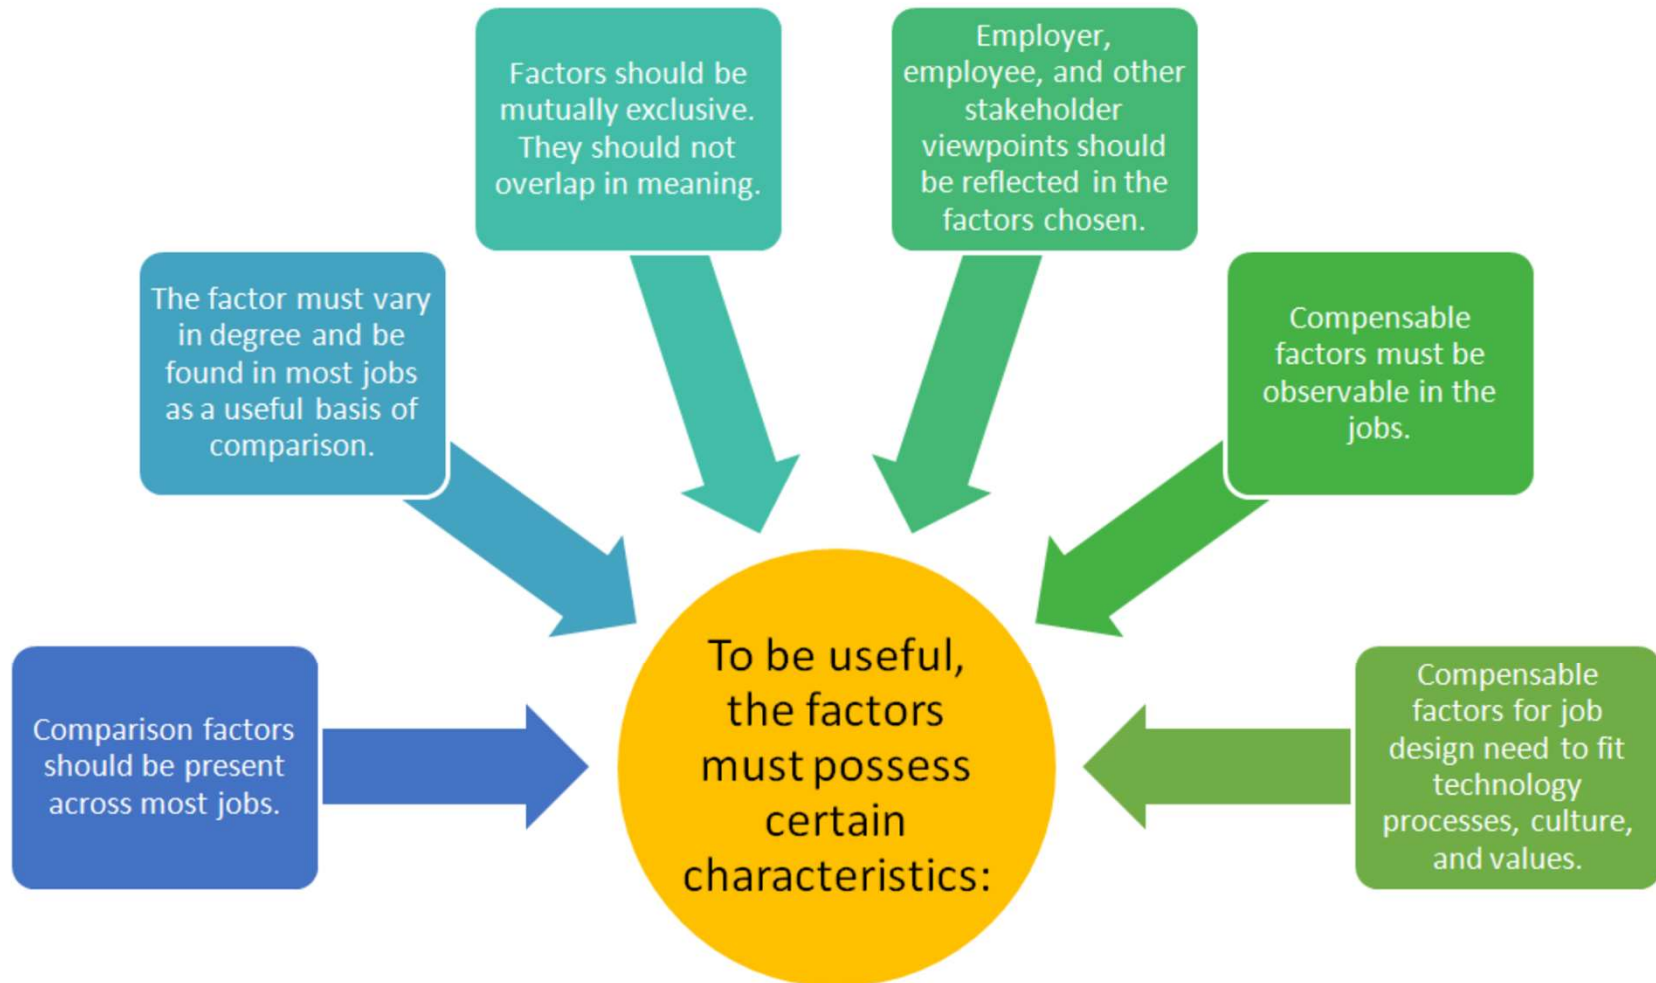 Comparison factors
should be present
across most jobs.
The factor must vary
in degree and be
found in most jobs
as a useful basis of
comparison.
Factors should be
mutually exclusive.
They should not
overlap in meaning.
Employer,
employee, and other
stakeholder
viewpoints should
be reflected in the
factors chosen.
Compensable
factors must be
observable in the
jobs.
Compensable
factors for job
design need to fit
technology
processes, culture,
and values.
To be useful,
the factors
must possess
certain
characteristics: